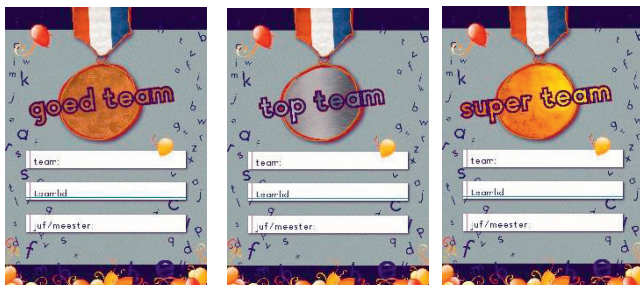 goed team
team:
Teamlid
juf/meester:
top team
team:
Teamlid
juf/meester:
super team
team:
Teamlid
juf/meester: